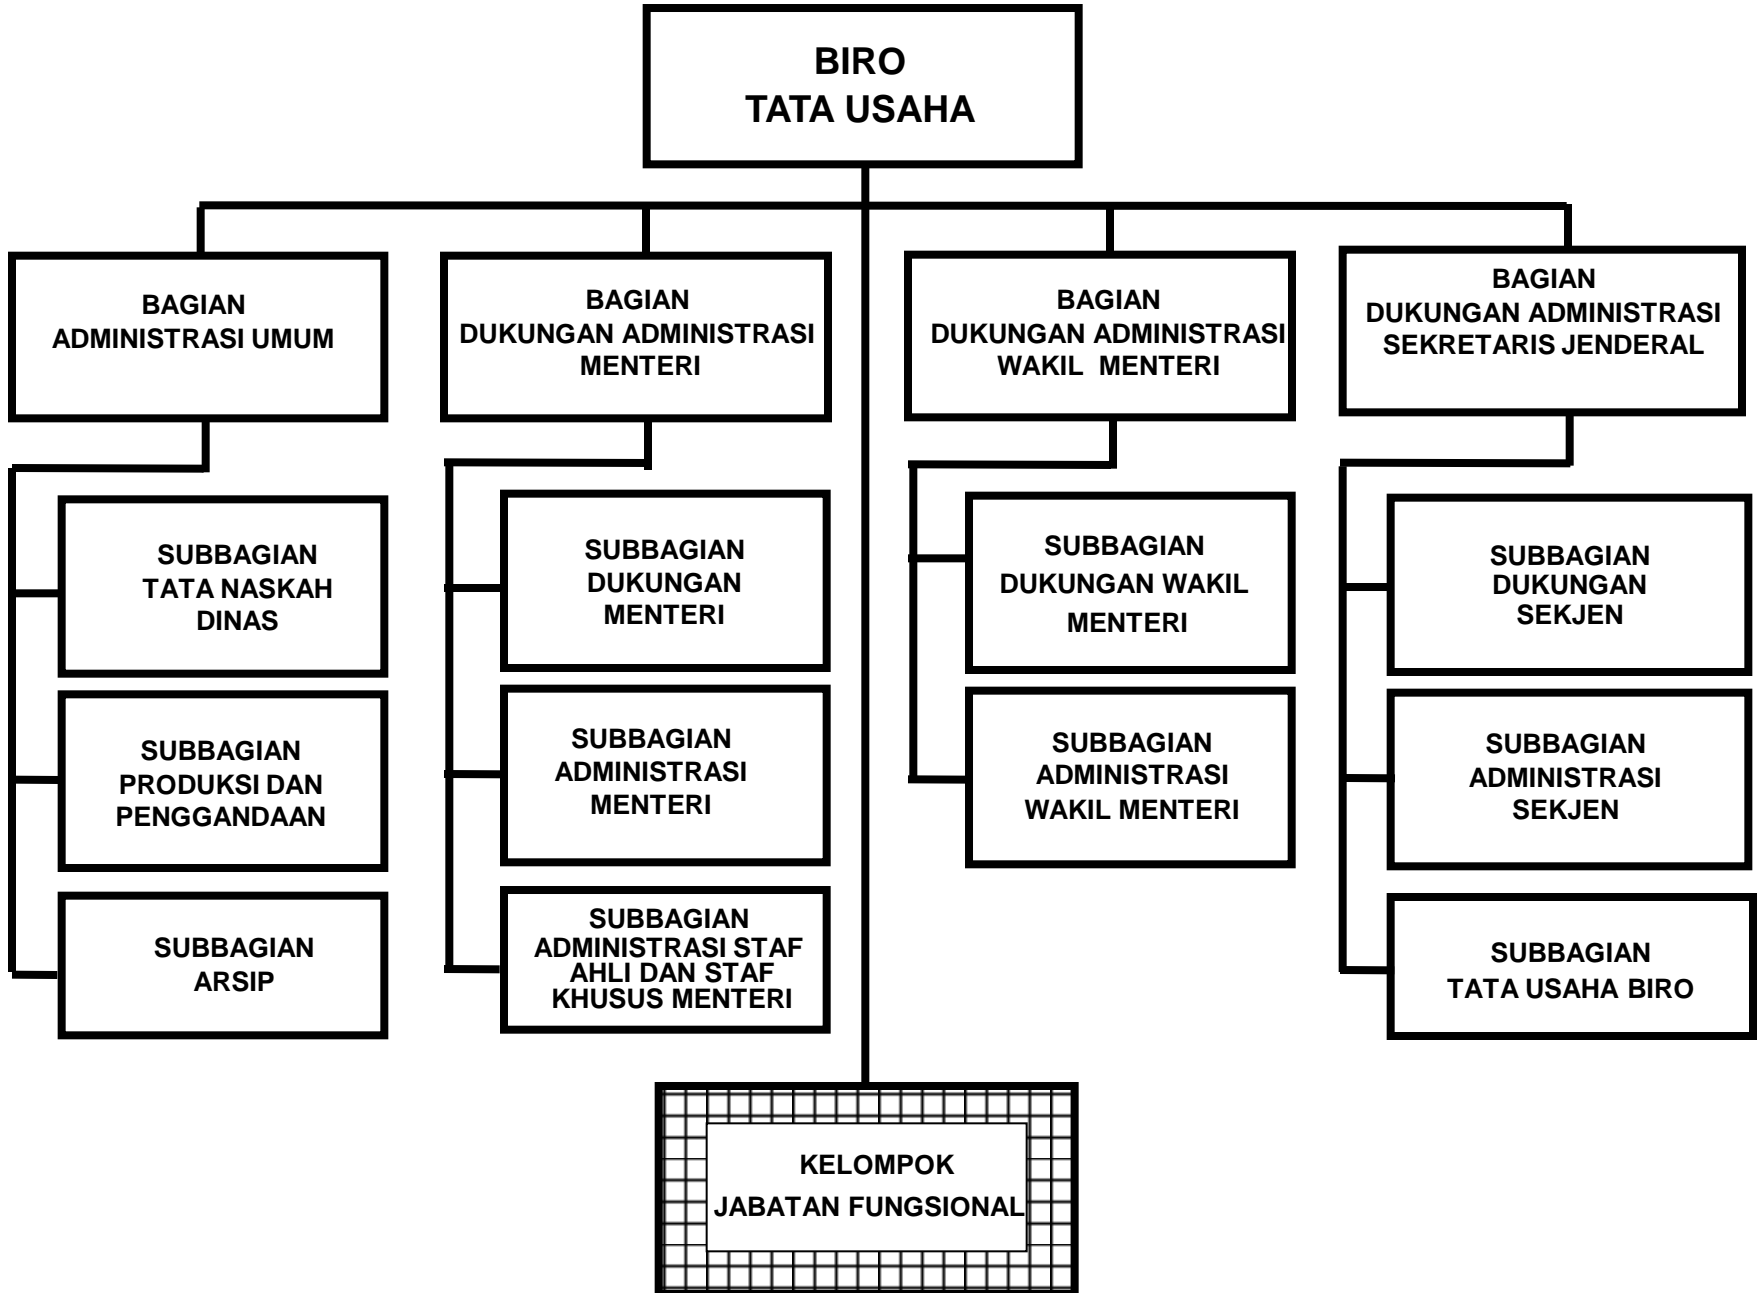 BIRO
TATA USAHA
BAGIAN
ADMINISTRASI UMUM
BAGIAN
DUKUNGAN ADMINISTRASI
MENTERI
BAGIAN
DUKUNGAN ADMINISTRASI
WAKIL MENTERI
BAGIAN
DUKUNGAN ADMINISTRASI
SEKRETARIS JENDERAL
SUBBAGIAN
TATA NASKAH
DINAS
SUBBAGIAN
DUKUNGAN
MENTERI
SUBBAGIAN
DUKUNGAN WAKIL
MENTERI
SUBBAGIAN
DUKUNGAN
SEKJEN
SUBBAGIAN
PRODUKSI DAN
PENGGANDAAN
SUBBAGIAN
ADMINISTRASI
MENTERI
SUBBAGIAN
ADMINISTRASI
WAKIL MENTERI
SUBBAGIAN
ADMINISTRASI
SEKJEN
SUBBAGIAN
ARSIP
SUBBAGIAN
ADMINISTRASI STAF
AHLI DAN STAF
KHUSUS MENTERI
SUBBAGIAN
TATA USAHA BIRO
KELOMPOK
JABATAN FUNGSIONAL